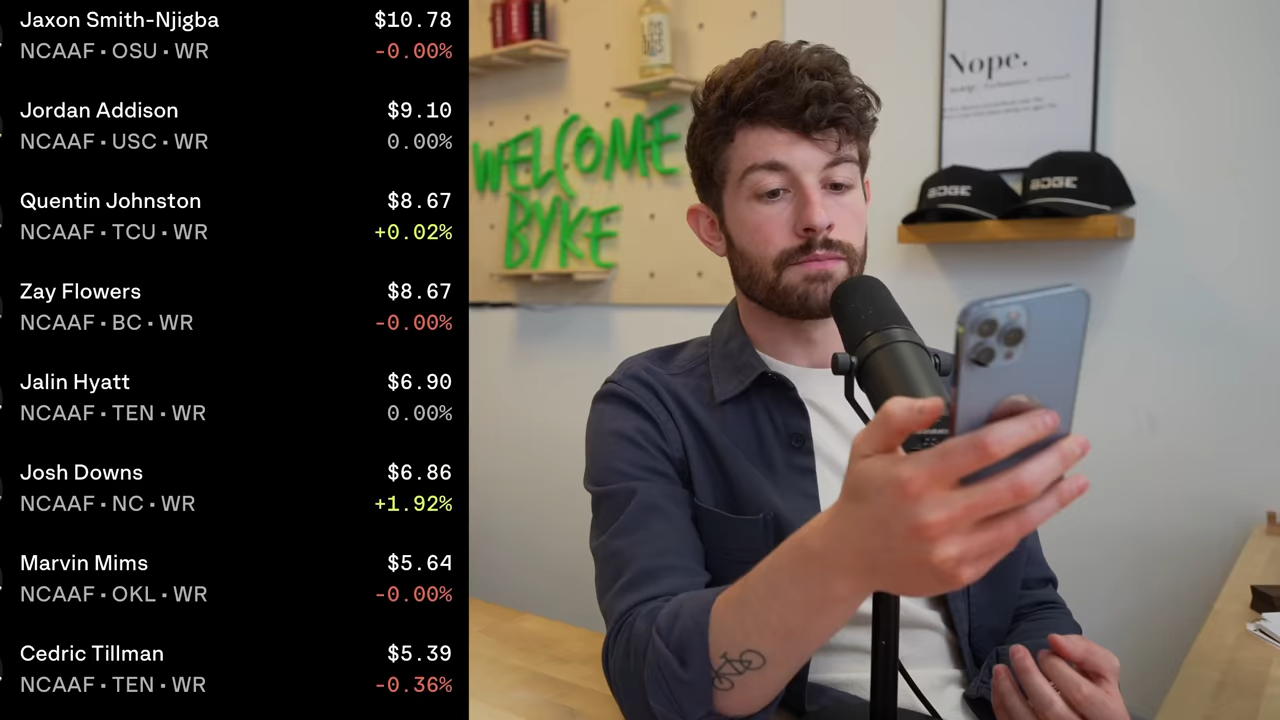 Jaxon Smith-Njigba $10.78
NCAAF • OSU • WR -0.00%
Jordan Addison $9.10
NCAAF • USC • WR 0.00%
Quentin Johnston $8.67
NCAAF • TCU • WR +0.02%
Zay Flowers $8.67
NCAAF • BC • WR -0.00%
Jalin Hyatt $6.90
NCAAF • TEN • WR 0.00%
Josh Downs $6.86
NCAAF • NC • WR +1.92%
Marvin Mims $5.64
NCAAF • OKL • WR -0.00%
Cedric Tillman $5.39
NCAAF • TEN • WR -0.36%
WELCOME
BYKE
Nope.